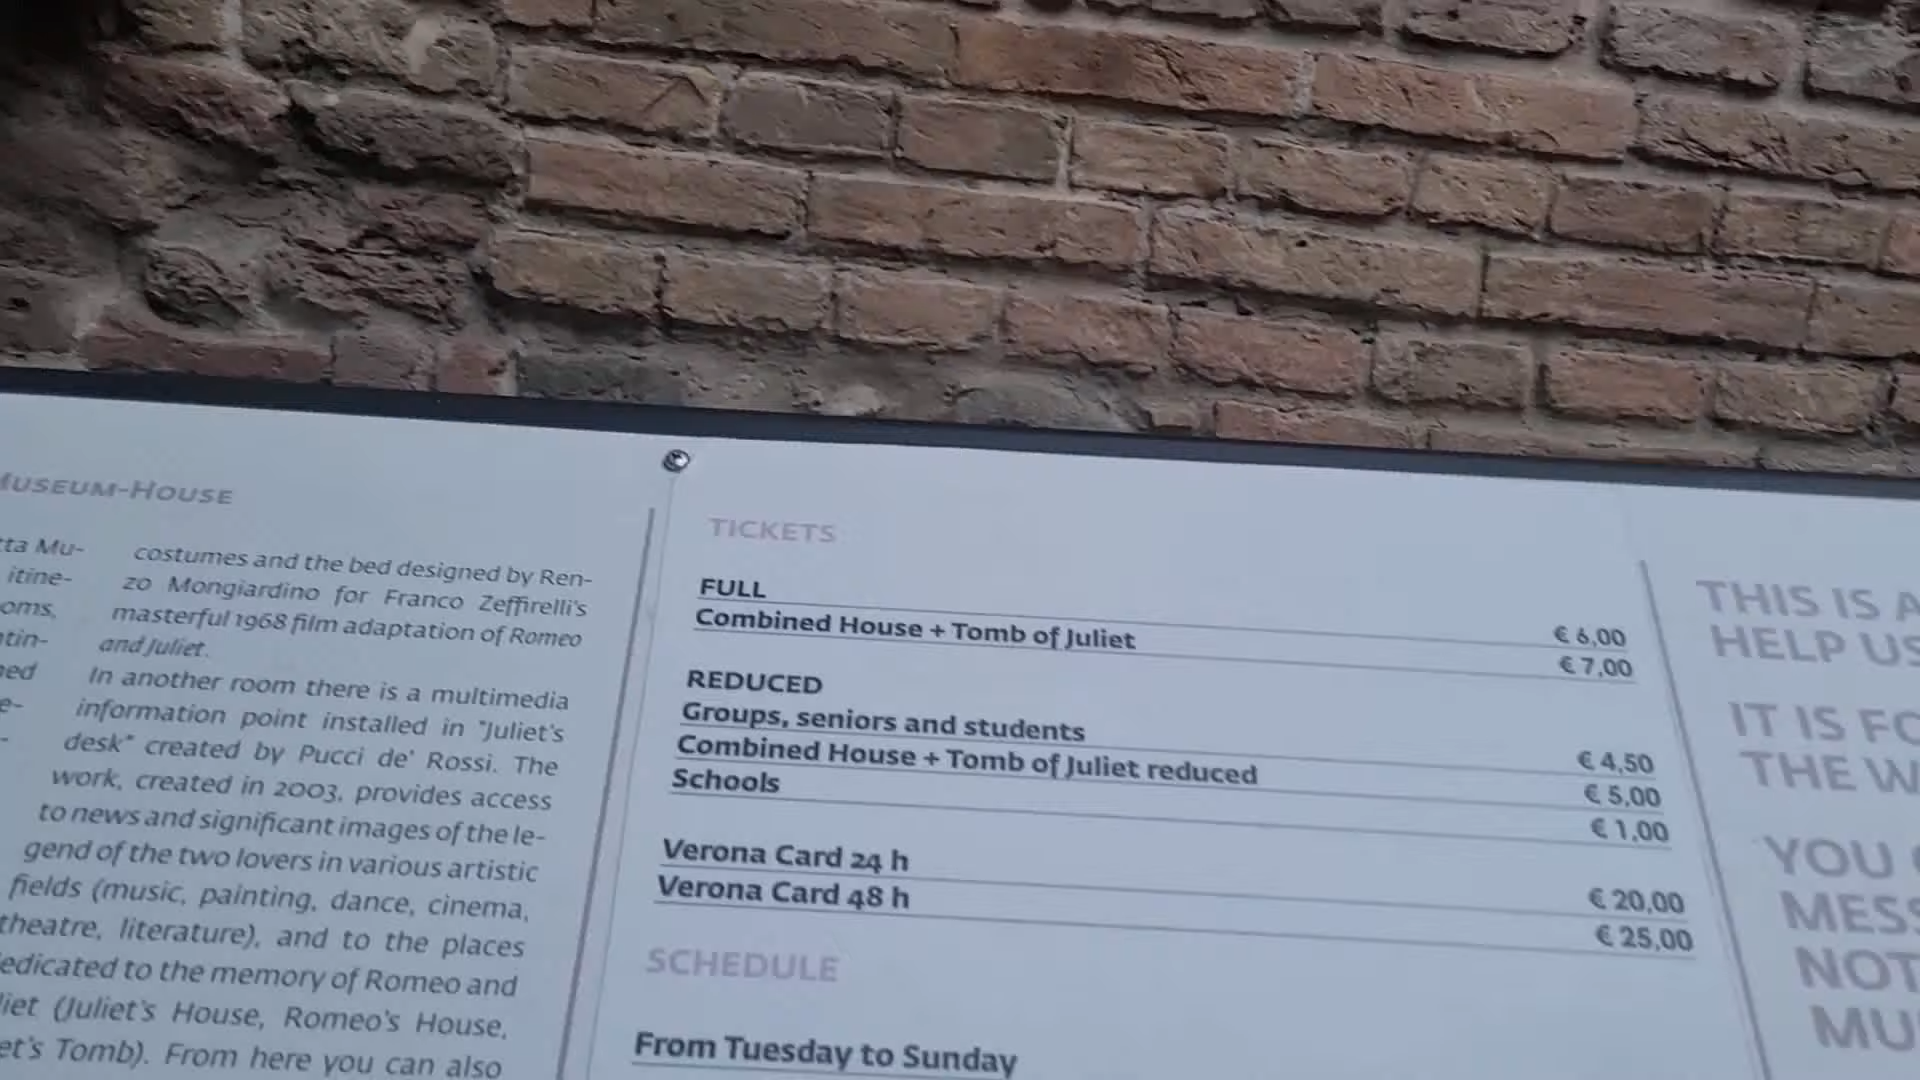 MUSEUM-HOUSE
tta Mu-
itine-
oms,
ntin-
ned
e-
-
costumes and the bed designed by Ren-
zo Mongiardino for Franco Zeffirelli's
masterful 1968 film adaptation of Romeo
and Juliet.
In another room there is a multimedia
information point installed in "Juliet's
desk" created by Pucci de' Rossi. The
work, created in 2003, provides access
to news and significant images of the le-
gend of the two lovers in various artistic
fields (music, painting, dance, cinema,
theatre, literature), and to the places
edicated to the memory of Romeo and
liet (Juliet's House, Romeo's House,
et's Tomb). From here you can also
TICKETS
FULL € 6,00
Combined House + Tomb of Juliet € 7,00
REDUCED
Groups, seniors and students € 4,50
Combined House + Tomb of Juliet reduced € 5,00
Schools € 1,00
Verona Card 24 h € 20,00
Verona Card 48 h € 25,00
SCHEDULE
From Tuesday to Sunday
THIS IS A
HELP US
IT IS FO
THE W
YOU
MESS
NOT
MU